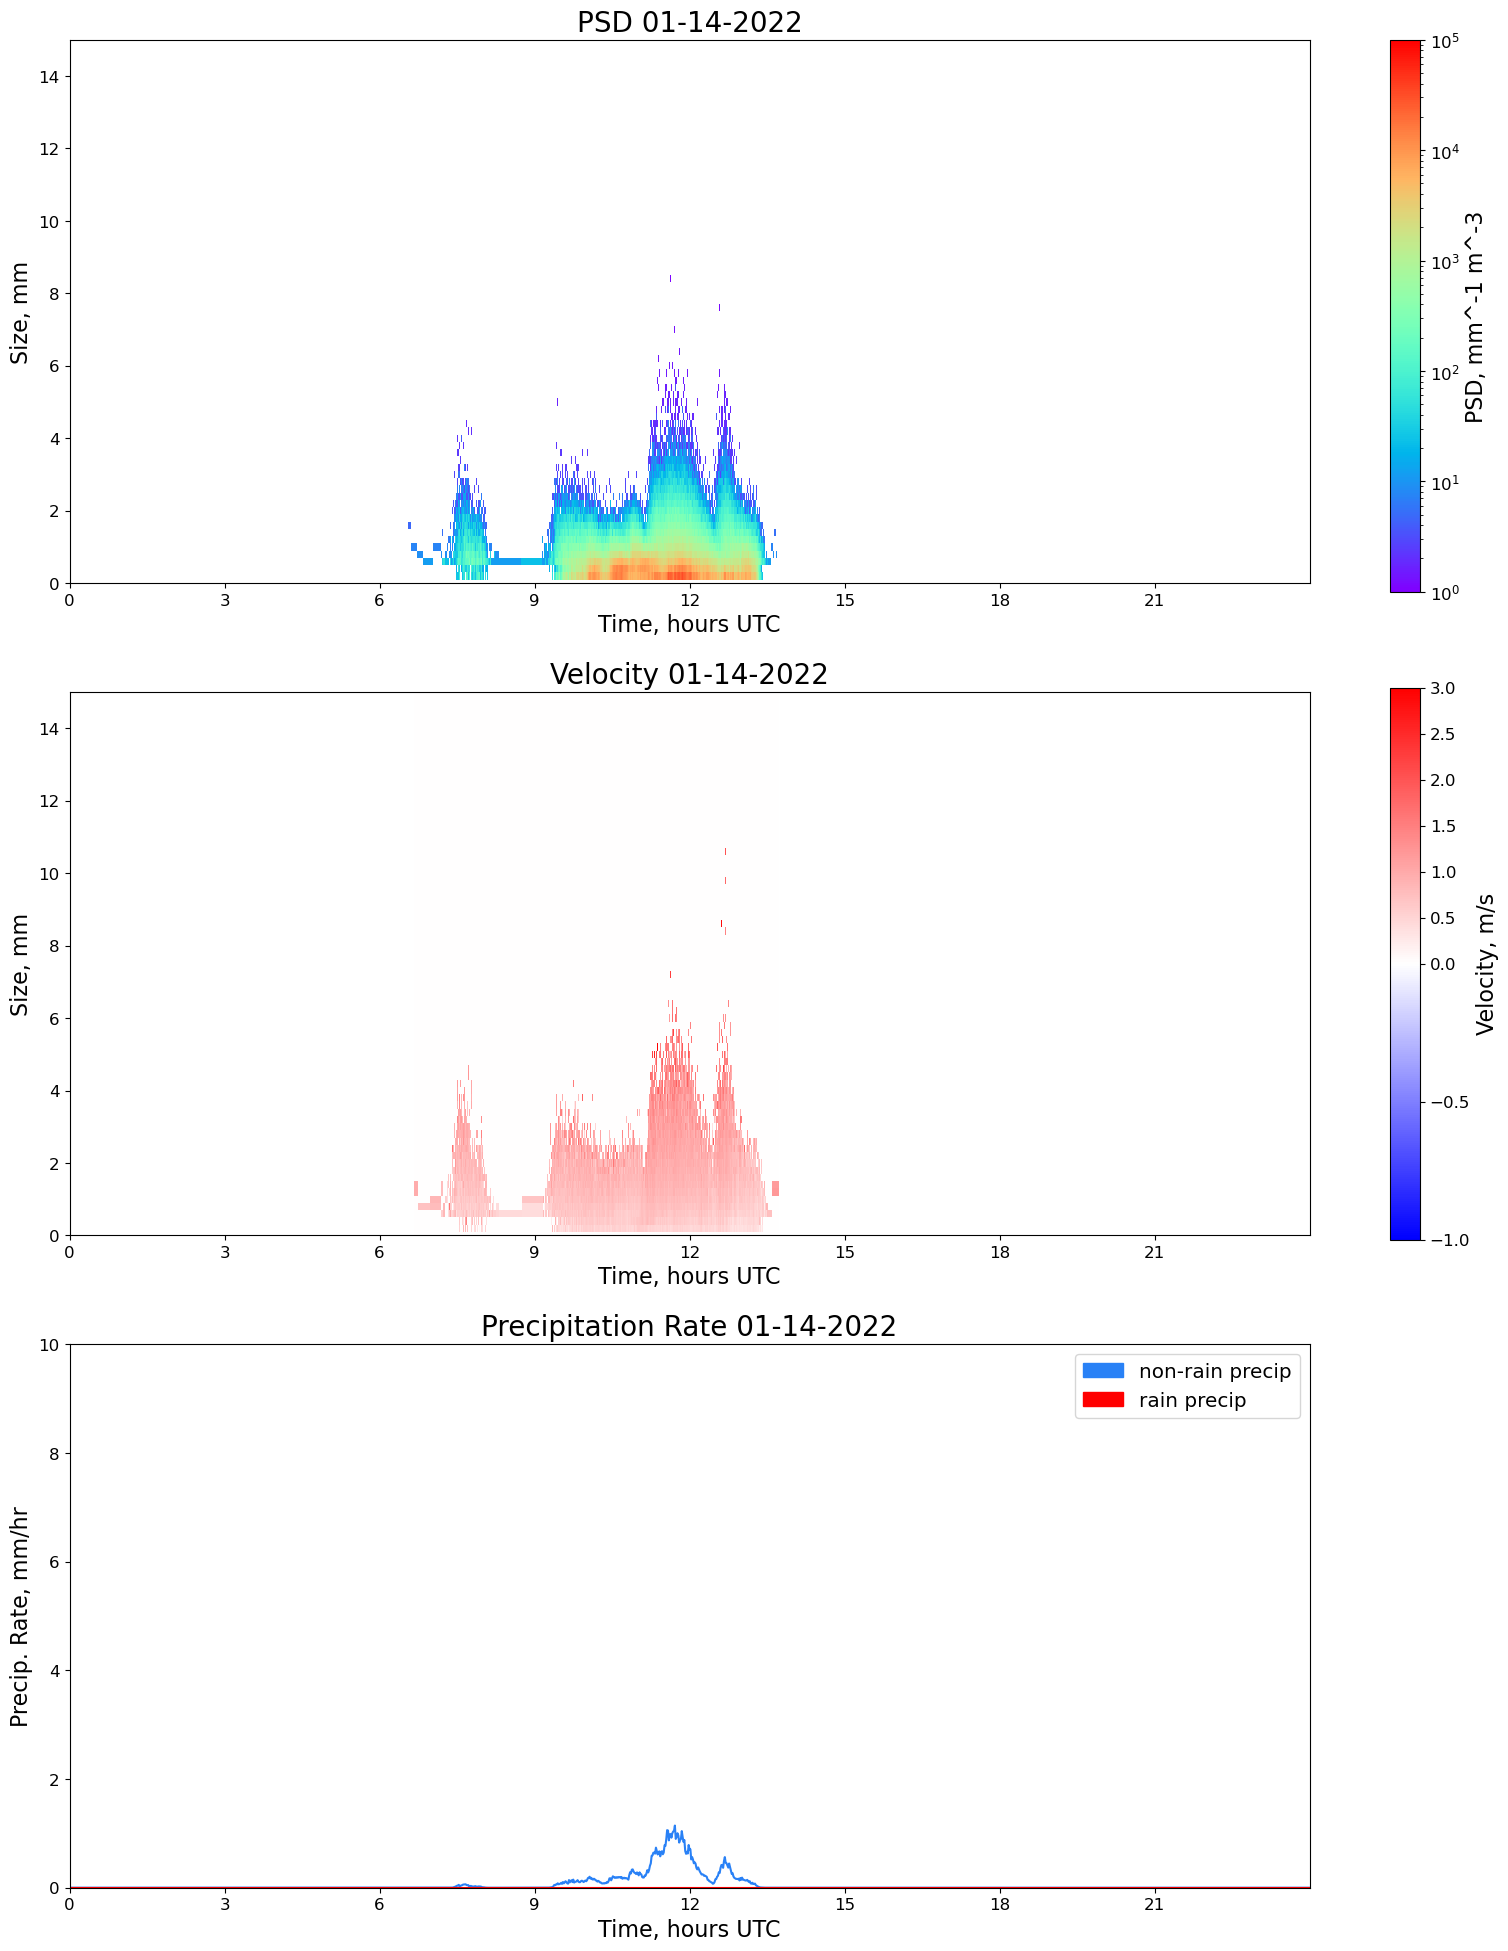 PSD 01-14-2022
14
12
10
8
6
4
2
0
Size, mm
0 3 6 9 12 15 18 21
Time, hours UTC
10^5
10^4
10^3
10^2
10^1
10^0
PSD, mm^-1 m^-3
Velocity 01-14-2022
14
12
10
8
6
4
2
0
Size, mm
0 3 6 9 12 15 18 21
Time, hours UTC
3.0
2.5
2.0
1.5
1.0
0.5
0.0
−0.5
−1.0
Velocity, m/s
Precipitation Rate 01-14-2022
10
8
6
4
2
0
Precip. Rate, mm/hr
non-rain precip
rain precip
0 3 6 9 12 15 18 21
Time, hours UTC